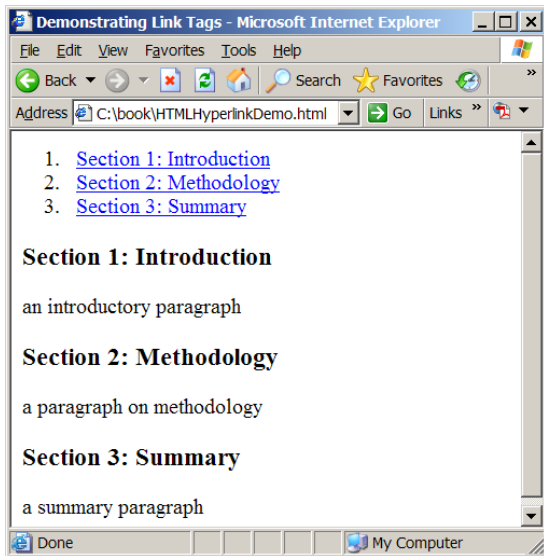 Demonstrating Link Tags - Microsoft Internet Explorer
File Edit View Favorites Tools Help
Back Search Favorites »
Address C:\book\HTMLHyperlinkDemo.html Go Links »
1. Section 1: Introduction
2. Section 2: Methodology
3. Section 3: Summary
Section 1: Introduction
an introductory paragraph
Section 2: Methodology
a paragraph on methodology
Section 3: Summary
a summary paragraph
Done My Computer